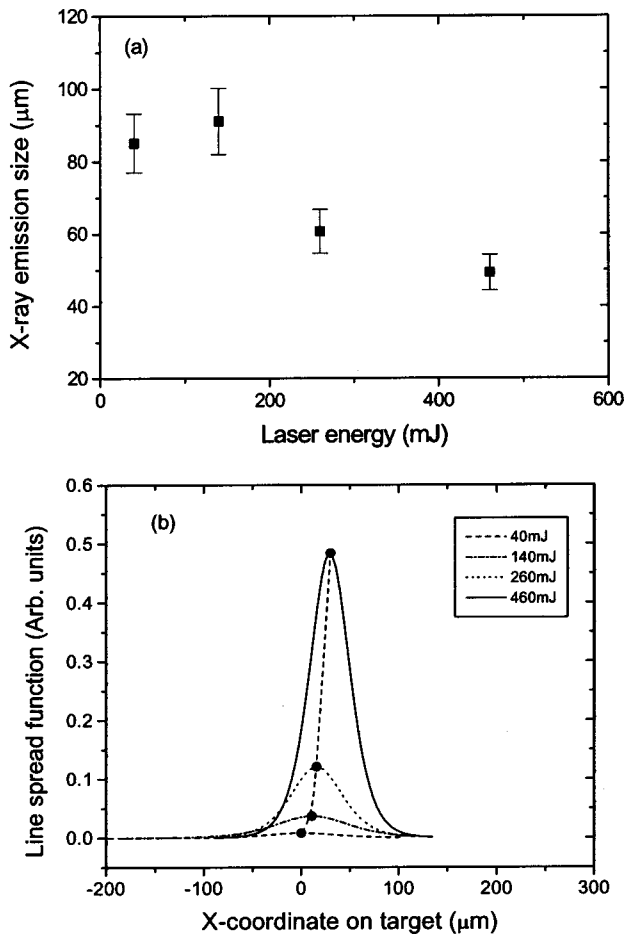 (a)
X-ray emission size (μm)
120
100
80
60
40
20
0
200
400
600
Laser energy (mJ)
(b)
Line spread function (Arb. units)
0.6
0.5
0.4
0.3
0.2
0.1
0.0
40mJ
140mJ
260mJ
460mJ
-200
-100
0
100
200
300
X-coordinate on target (μm)